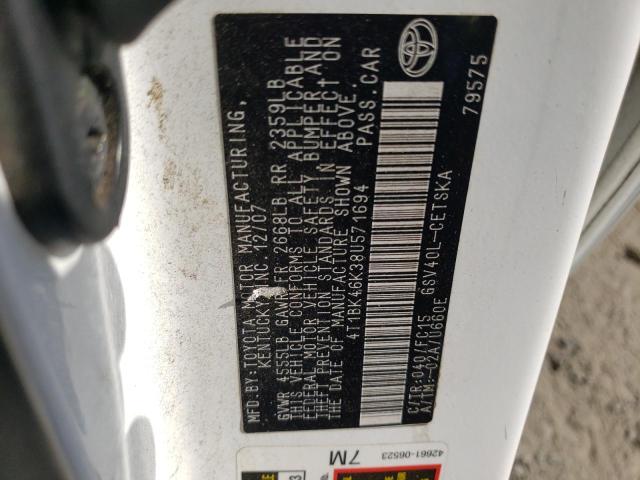 MFD.BY: TOYOTA MOTOR MANUFACTURING,
KENTUCKY, INC. 12/07
GVWR 4555LB GAWR FR 2668LB RR 2359LB
THIS VEHICLE CONFORMS TO ALL APPLICABLE
FEDERAL MOTOR VEHICLE SAFETY, BUMPER, AND
THEFT PREVENTION STANDARDS IN EFFECT ON
THE DATE OF MANUFACTURE SHOWN ABOVE.
4T1BK46K38U571694 PASS.CAR
C/TR:040/FC15 GSV40L-CETSKA
A/TM:-02A/U660E
79575
42661-06523
7M